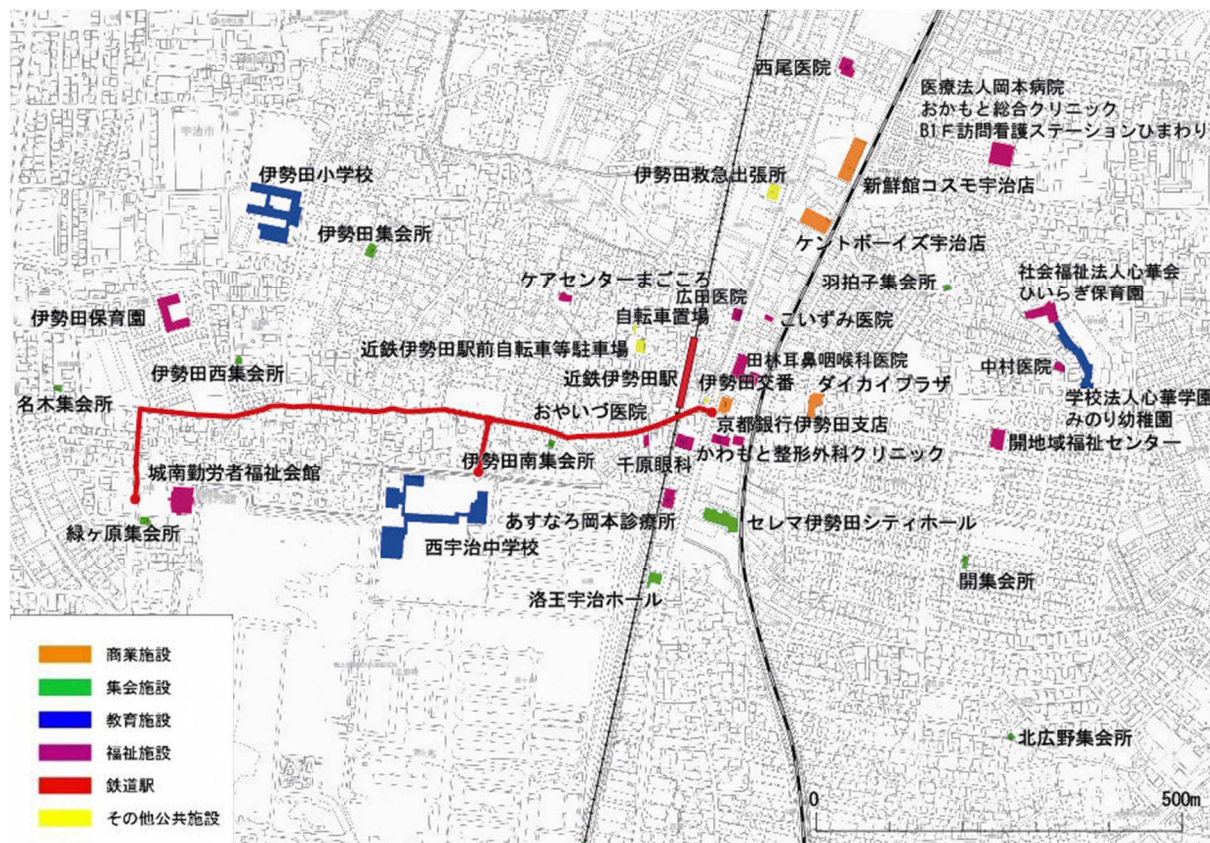 西尾医院
医療法人岡本病院
おかもと総合クリニック
B1F訪問看護ステーションひまわり
宇治市
伊勢田小学校
伊勢田救急出張所
新鮮館コスモ宇治店
伊勢田集会所
ケントボーイズ宇治店
ケアセンターまごころ
羽拍子集会所
社会福祉法人心華会
ひいらぎ保育園
広田医院
伊勢田保育園
自転車置場
こいずみ医院
近鉄伊勢田駅前自転車等駐車場
田林耳鼻咽喉科医院
中村医院
伊勢田西集会所
近鉄伊勢田駅
伊勢田交番
ダイカイプラザ
名木集会所
おやいづ医院
京都銀行伊勢田支店
学校法人心華学園
みのり幼稚園
開地域福祉センター
伊勢田南集会所
千原眼科
かわもと整形外科クリニック
城南勤労者福祉会館
あすなろ岡本診療所
セレマ伊勢田シティホール
緑ヶ原集会所
西宇治中学校
開集会所
洛王宇治ホール
商業施設
集会施設
教育施設
福祉施設
鉄道駅
その他公共施設
北広野集会所
0
500m